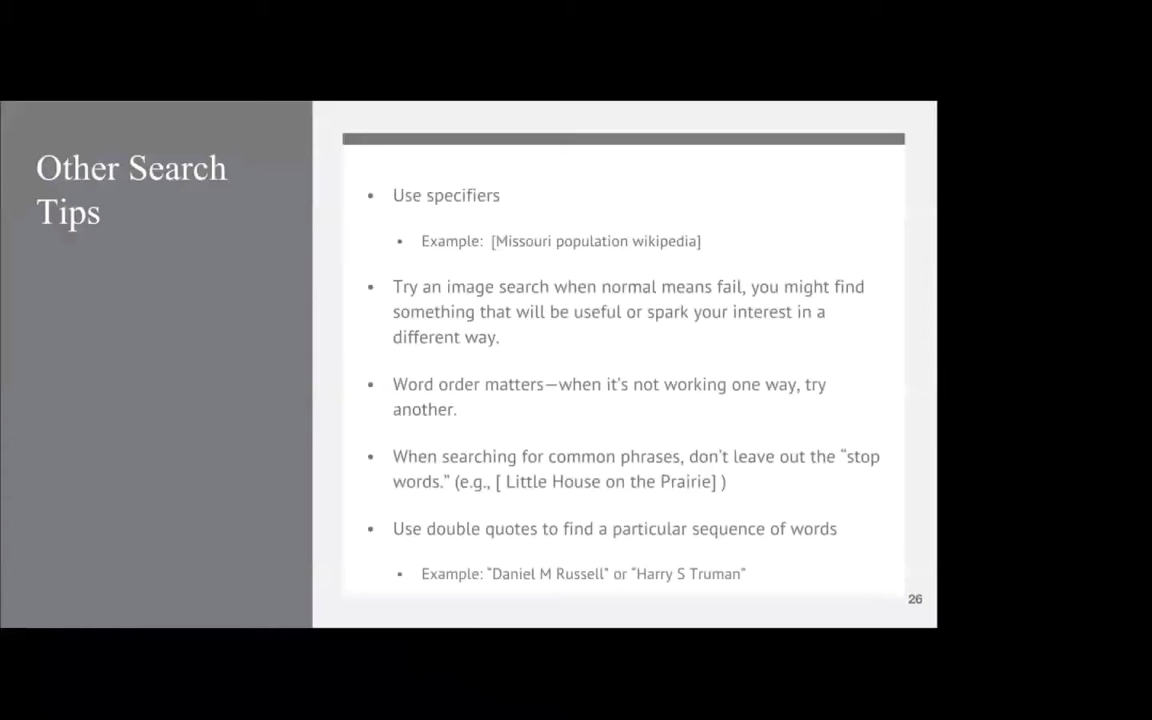 Other Search
Tips
• Use specifiers
• Example: [Missouri population wikipedia]
• Try an image search when normal means fail, you might find
something that will be useful or spark your interest in a
different way.
• Word order matters—when it's not working one way, try
another.
• When searching for common phrases, don't leave out the “stop
words.” (e.g., [ Little House on the Prairie] )
• Use double quotes to find a particular sequence of words
• Example: “Daniel M Russell” or “Harry S Truman”
26